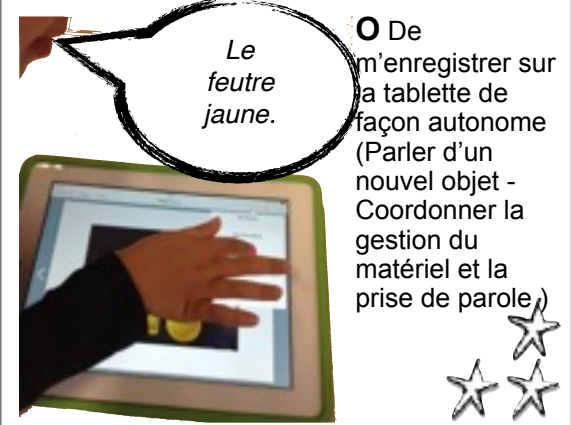 Le
feutre
jaune.
O De
m'enregistrer sur
la tablette de
façon autonome
(Parler d'un
nouvel objet -
Coordonner la
gestion du
matériel et la
prise de parole.)